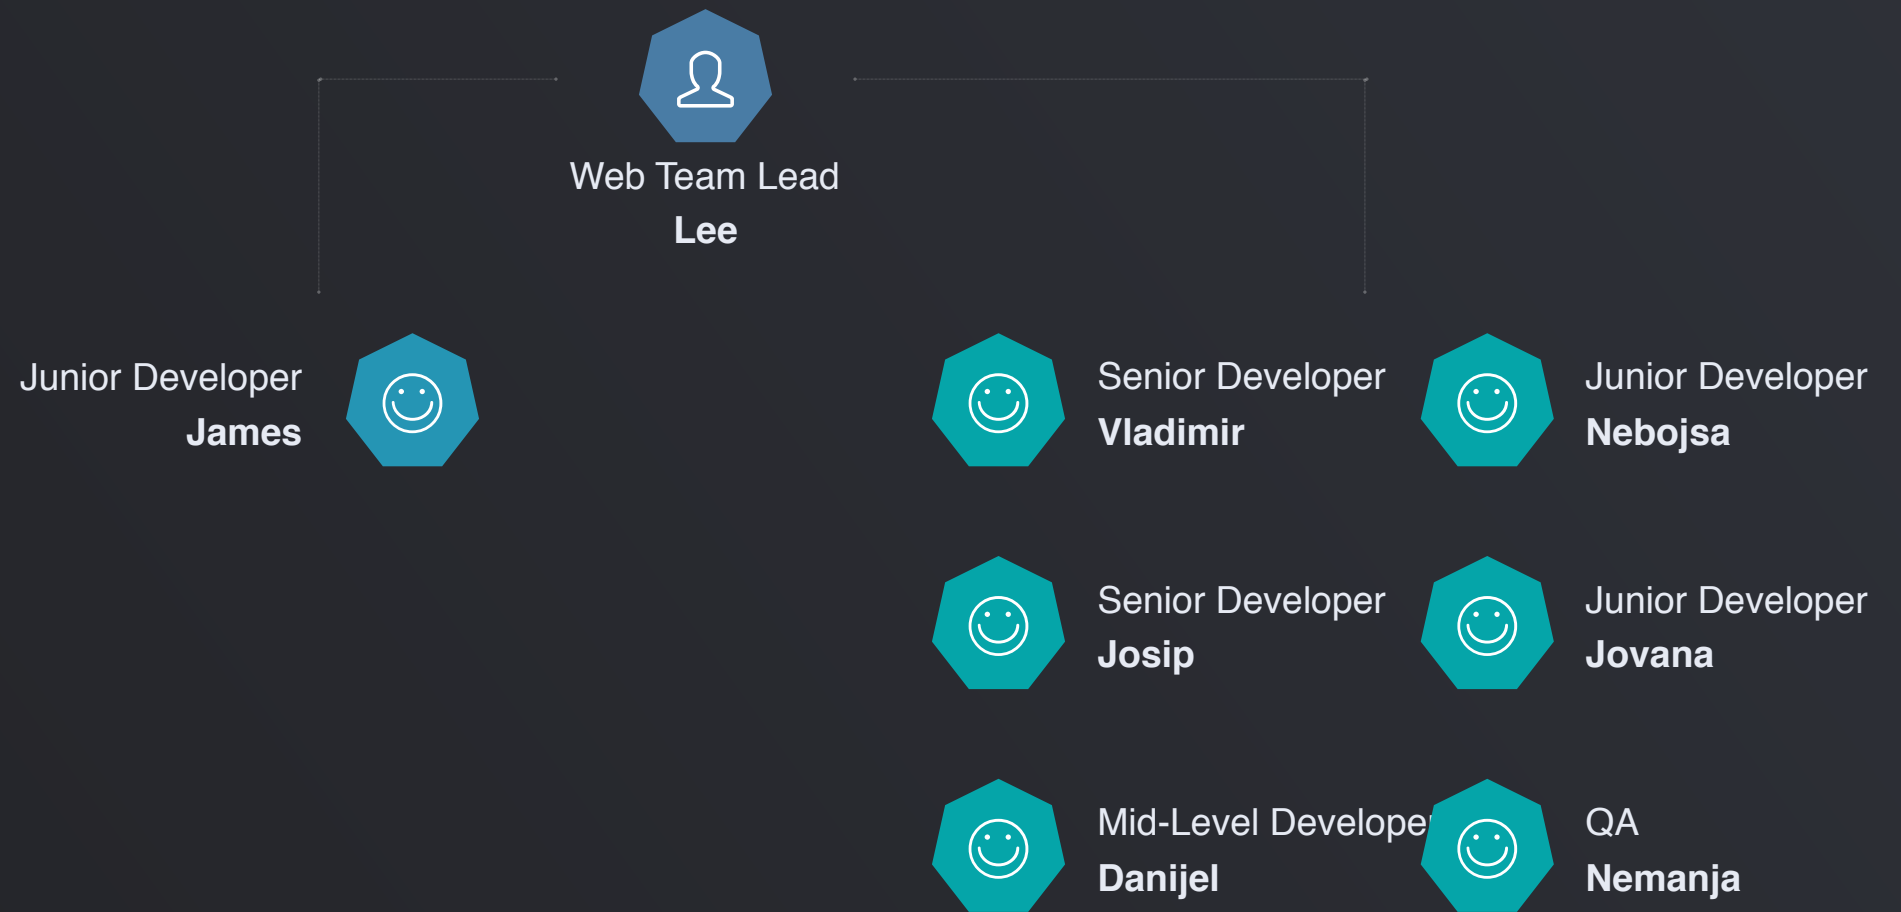 Web Team Lead
Lee
Junior Developer
James
Senior Developer
Vladimir
Junior Developer
Nebojsa
Senior Developer
Josip
Junior Developer
Jovana
Mid-Level Developer
Danijel
QA
Nemanja